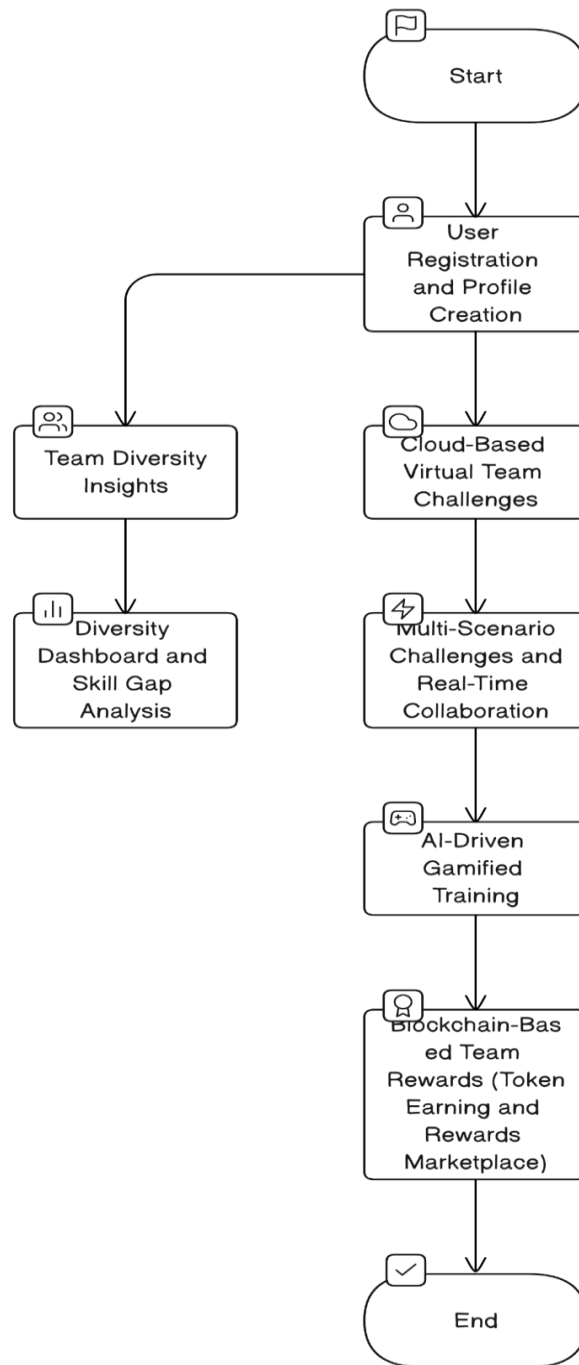 Start
User
Registration
and Profile
Creation
Team Diversity
Insights
Cloud-Based
Virtual Team
Challenges
Diversity
Dashboard and
Skill Gap
Analysis
Multi-Scenario
Challenges and
Real-Time
Collaboration
AI-Driven
Gamified
Training
Blockchain-Bas
ed Team
Rewards (Token
Earning and
Rewards
Marketplace)
End